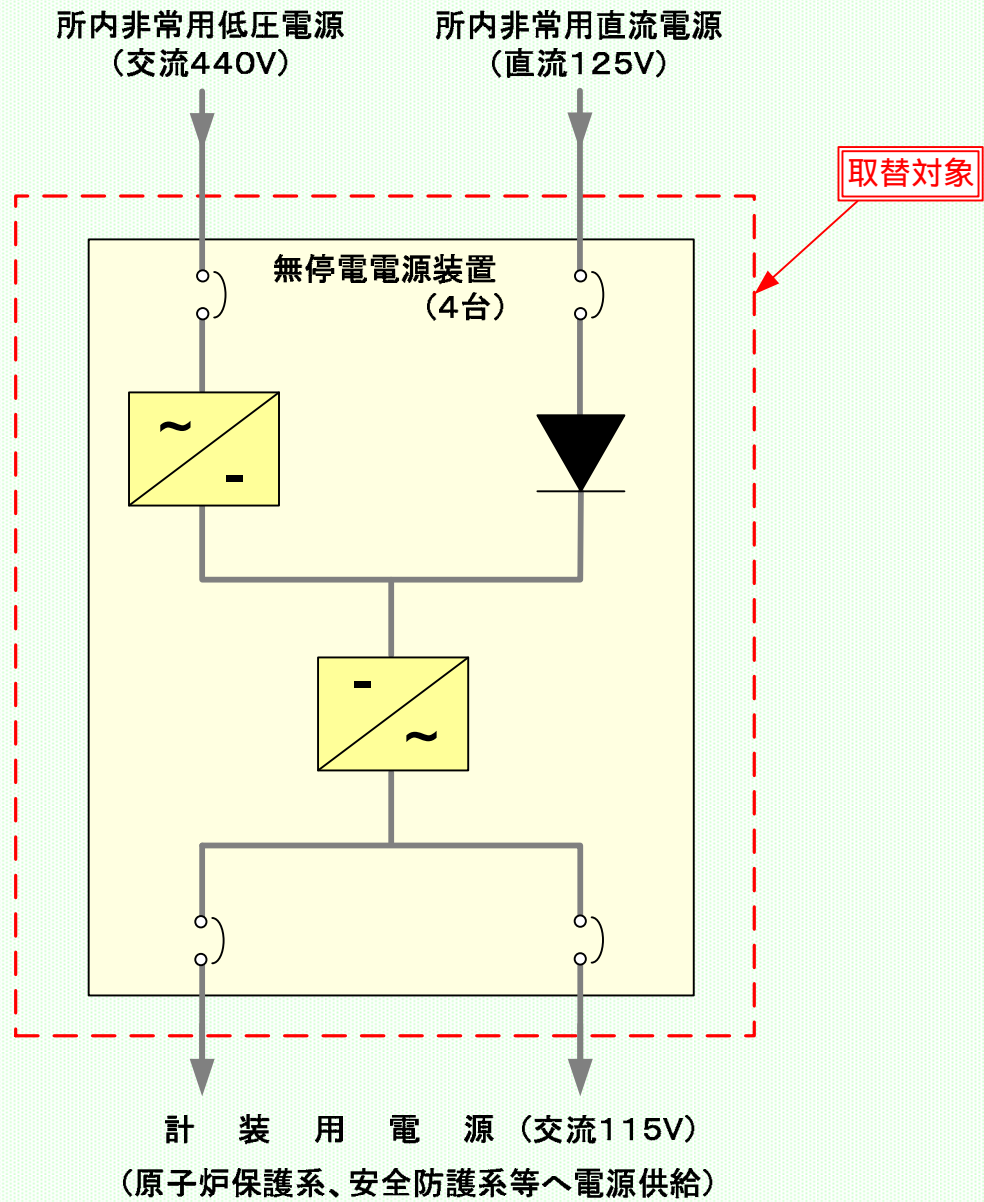 所内非常用低圧電源
（交流440V）
所内非常用直流電源
（直流125V）
取替対象
無停電電源装置
（4台）
~
-
-
~
計装用電源（交流115V）
（原子炉保護系、安全防護系等へ電源供給）